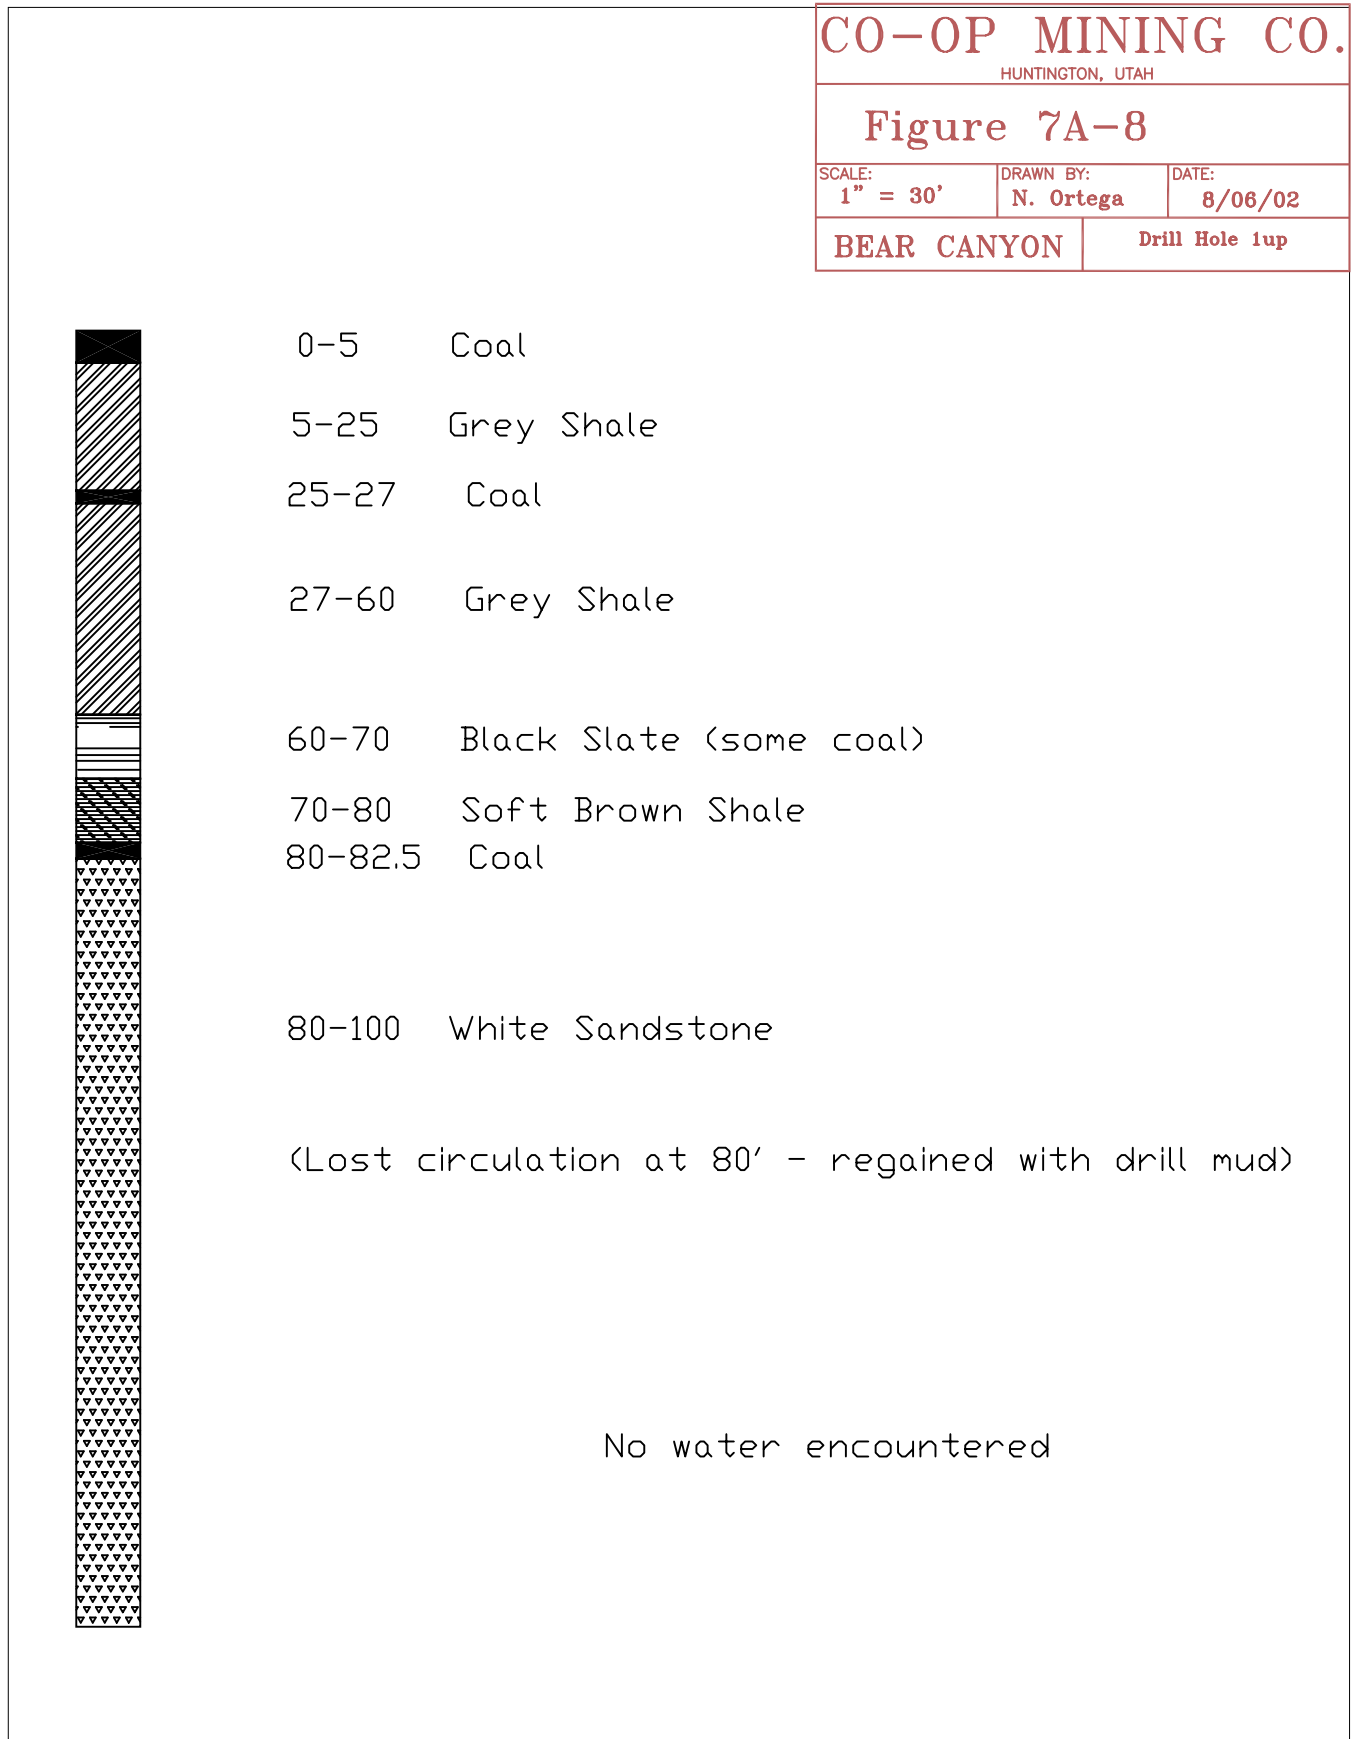 CO-OP MINING CO.
HUNTINGTON, UTAH
Figure 7A-8
SCALE: 1" = 30'
DRAWN BY: N. Ortega
DATE: 8/06/02
BEAR CANYON
Drill Hole 1up
0-5 Coal
5-25 Grey Shale
25-27 Coal
27-60 Grey Shale
60-70 Black Slate (some coal)
70-80 Soft Brown Shale
80-82.5 Coal
80-100 White Sandstone
(Lost circulation at 80' - regained with drill mud)
No water encountered